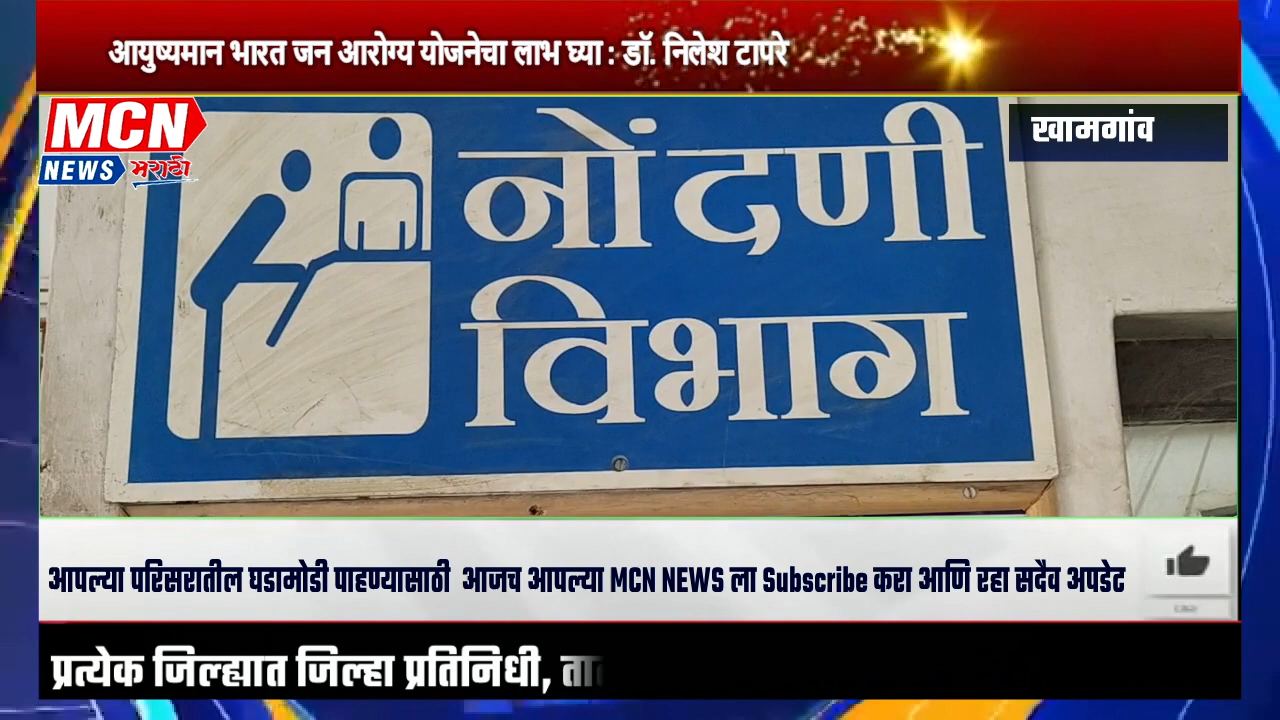 आयुष्यमान भारत जन आरोग्य योजनेचा लाभ घ्या : डॉ. निलेश टापरे
MCN
NEWS मराठी
खामगांव
नोंदणी
विभाग
आपल्या परिसरातील घडामोडी पाहण्यासाठी आजच आपल्या MCN NEWS ला Subscribe करा आणि रहा सदैव अपडेट
प्रत्येक जिल्ह्यात जिल्हा प्रतिनिधी,